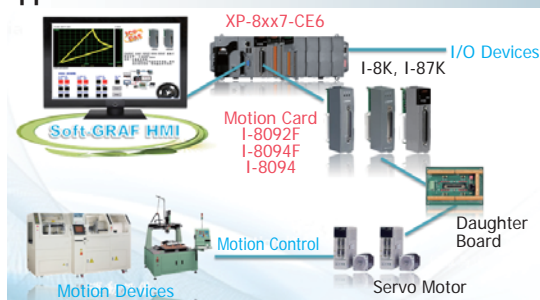 XP-8xx7-CE6
I/O Devices
I-8K, I-87K
Soft-GRAF HMI
Motion Card
I-8092F
I-8094F
I-8094
Daughter
Board
Motion Control
Servo Motor
Motion Devices